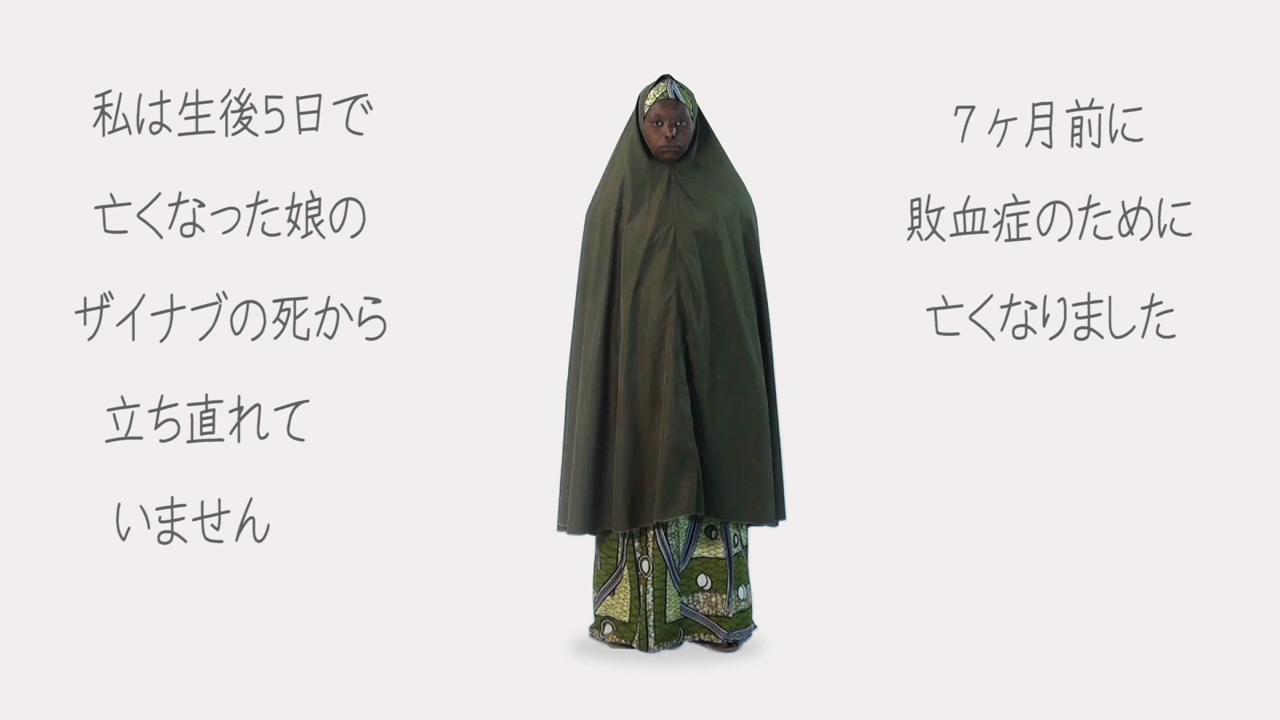 私は生後5日で
亡くなった娘の
ザイナブの死から
立ち直れて
いません
7ヶ月前に
敗血症のために
亡くなりました